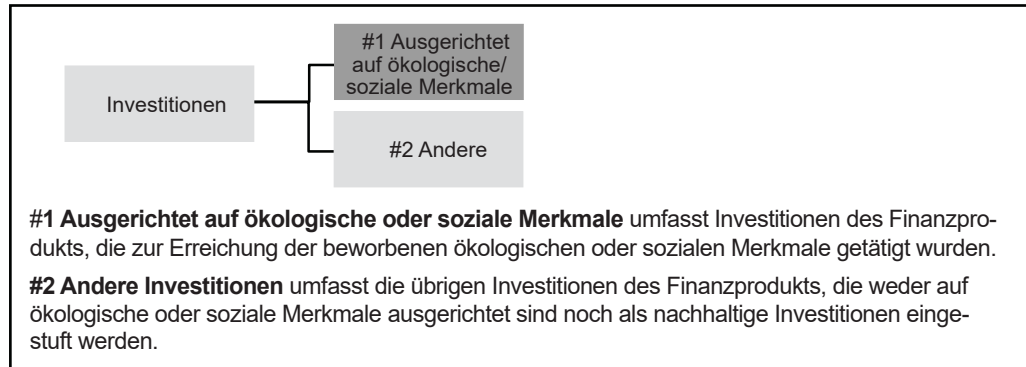 #1 Ausgerichtet
auf ökologische/
soziale Merkmale
Investitionen
#2 Andere
#1 Ausgerichtet auf ökologische oder soziale Merkmale umfasst Investitionen des Finanzpro-
dukts, die zur Erreichung der beworbenen ökologischen oder sozialen Merkmale getätigt wurden.
#2 Andere Investitionen umfasst die übrigen Investitionen des Finanzprodukts, die weder auf
ökologische oder soziale Merkmale ausgerichtet sind noch als nachhaltige Investitionen einge-
stuft werden.